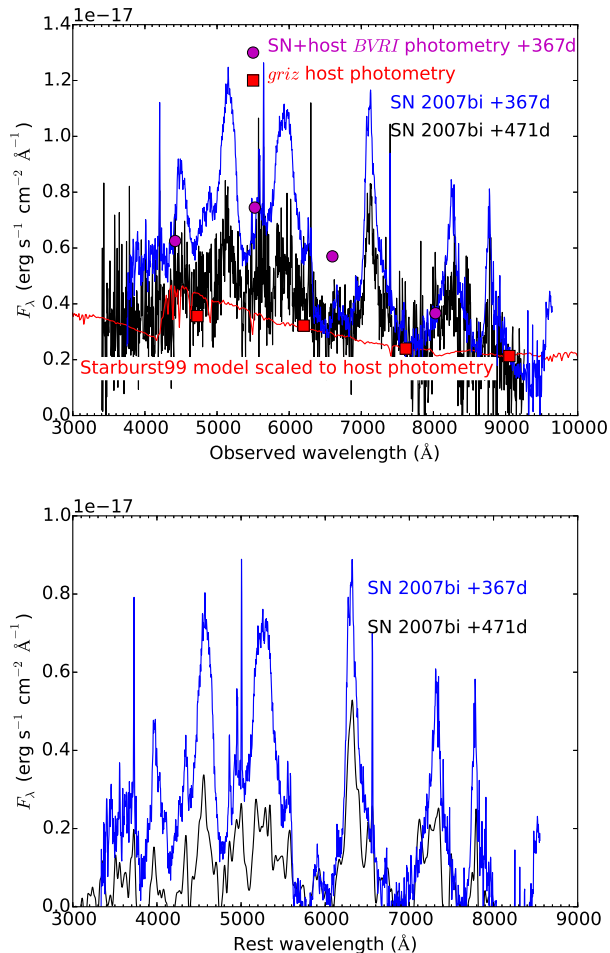 1e−17
1.4
1.2
1.0
0.8
0.6
0.4
0.2
0.0
F_λ (erg s⁻¹ cm⁻² Å⁻¹)
SN+host BVRI photometry +367d
griz host photometry
SN 2007bi +367d
SN 2007bi +471d
Starburst99 model scaled to host photometry
3000 4000 5000 6000 7000 8000 9000 10000
Observed wavelength (Å)
1e−17
1.0
0.8
0.6
0.4
0.2
0.0
F_λ (erg s⁻¹ cm⁻² Å⁻¹)
SN 2007bi +367d
SN 2007bi +471d
3000 4000 5000 6000 7000 8000 9000
Rest wavelength (Å)